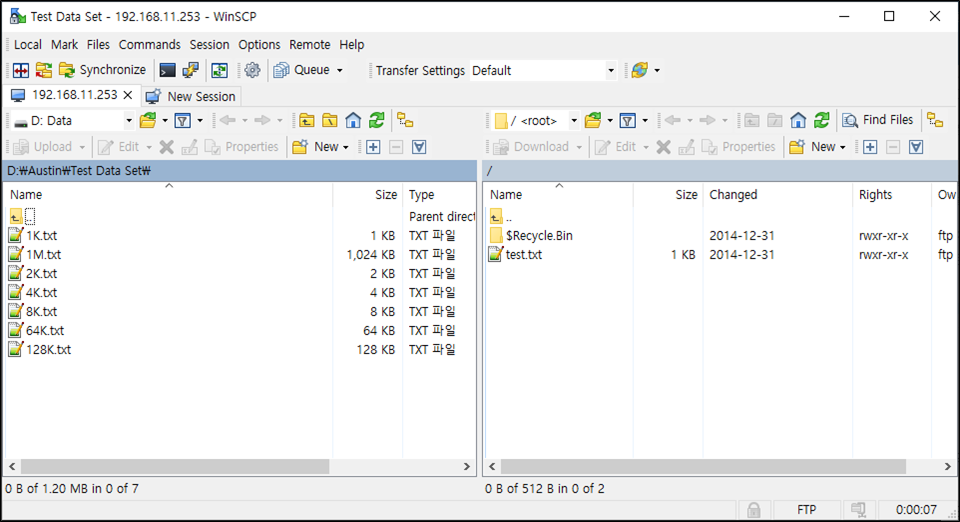 Test Data Set - 192.168.11.253 - WinSCP
Local Mark Files Commands Session Options Remote Help
Synchronize Queue Transfer Settings Default
192.168.11.253 New Session
D: Data
/ <root> Find Files
Upload Edit Properties New
Download Edit Properties New
D:₩Austin₩Test Data Set₩
/
Name Size Type
.. Parent direct
1K.txt 1 KB TXT 파일
1M.txt 1,024 KB TXT 파일
2K.txt 2 KB TXT 파일
4K.txt 4 KB TXT 파일
8K.txt 8 KB TXT 파일
64K.txt 64 KB TXT 파일
128K.txt 128 KB TXT 파일
Name Size Changed Rights Ow
..
$Recycle.Bin 2014-12-31 rwxr-xr-x ftp
test.txt 1 KB 2014-12-31 rwxr-xr-x ftp
0 B of 1.20 MB in 0 of 7
0 B of 512 B in 0 of 2
FTP 0:00:07